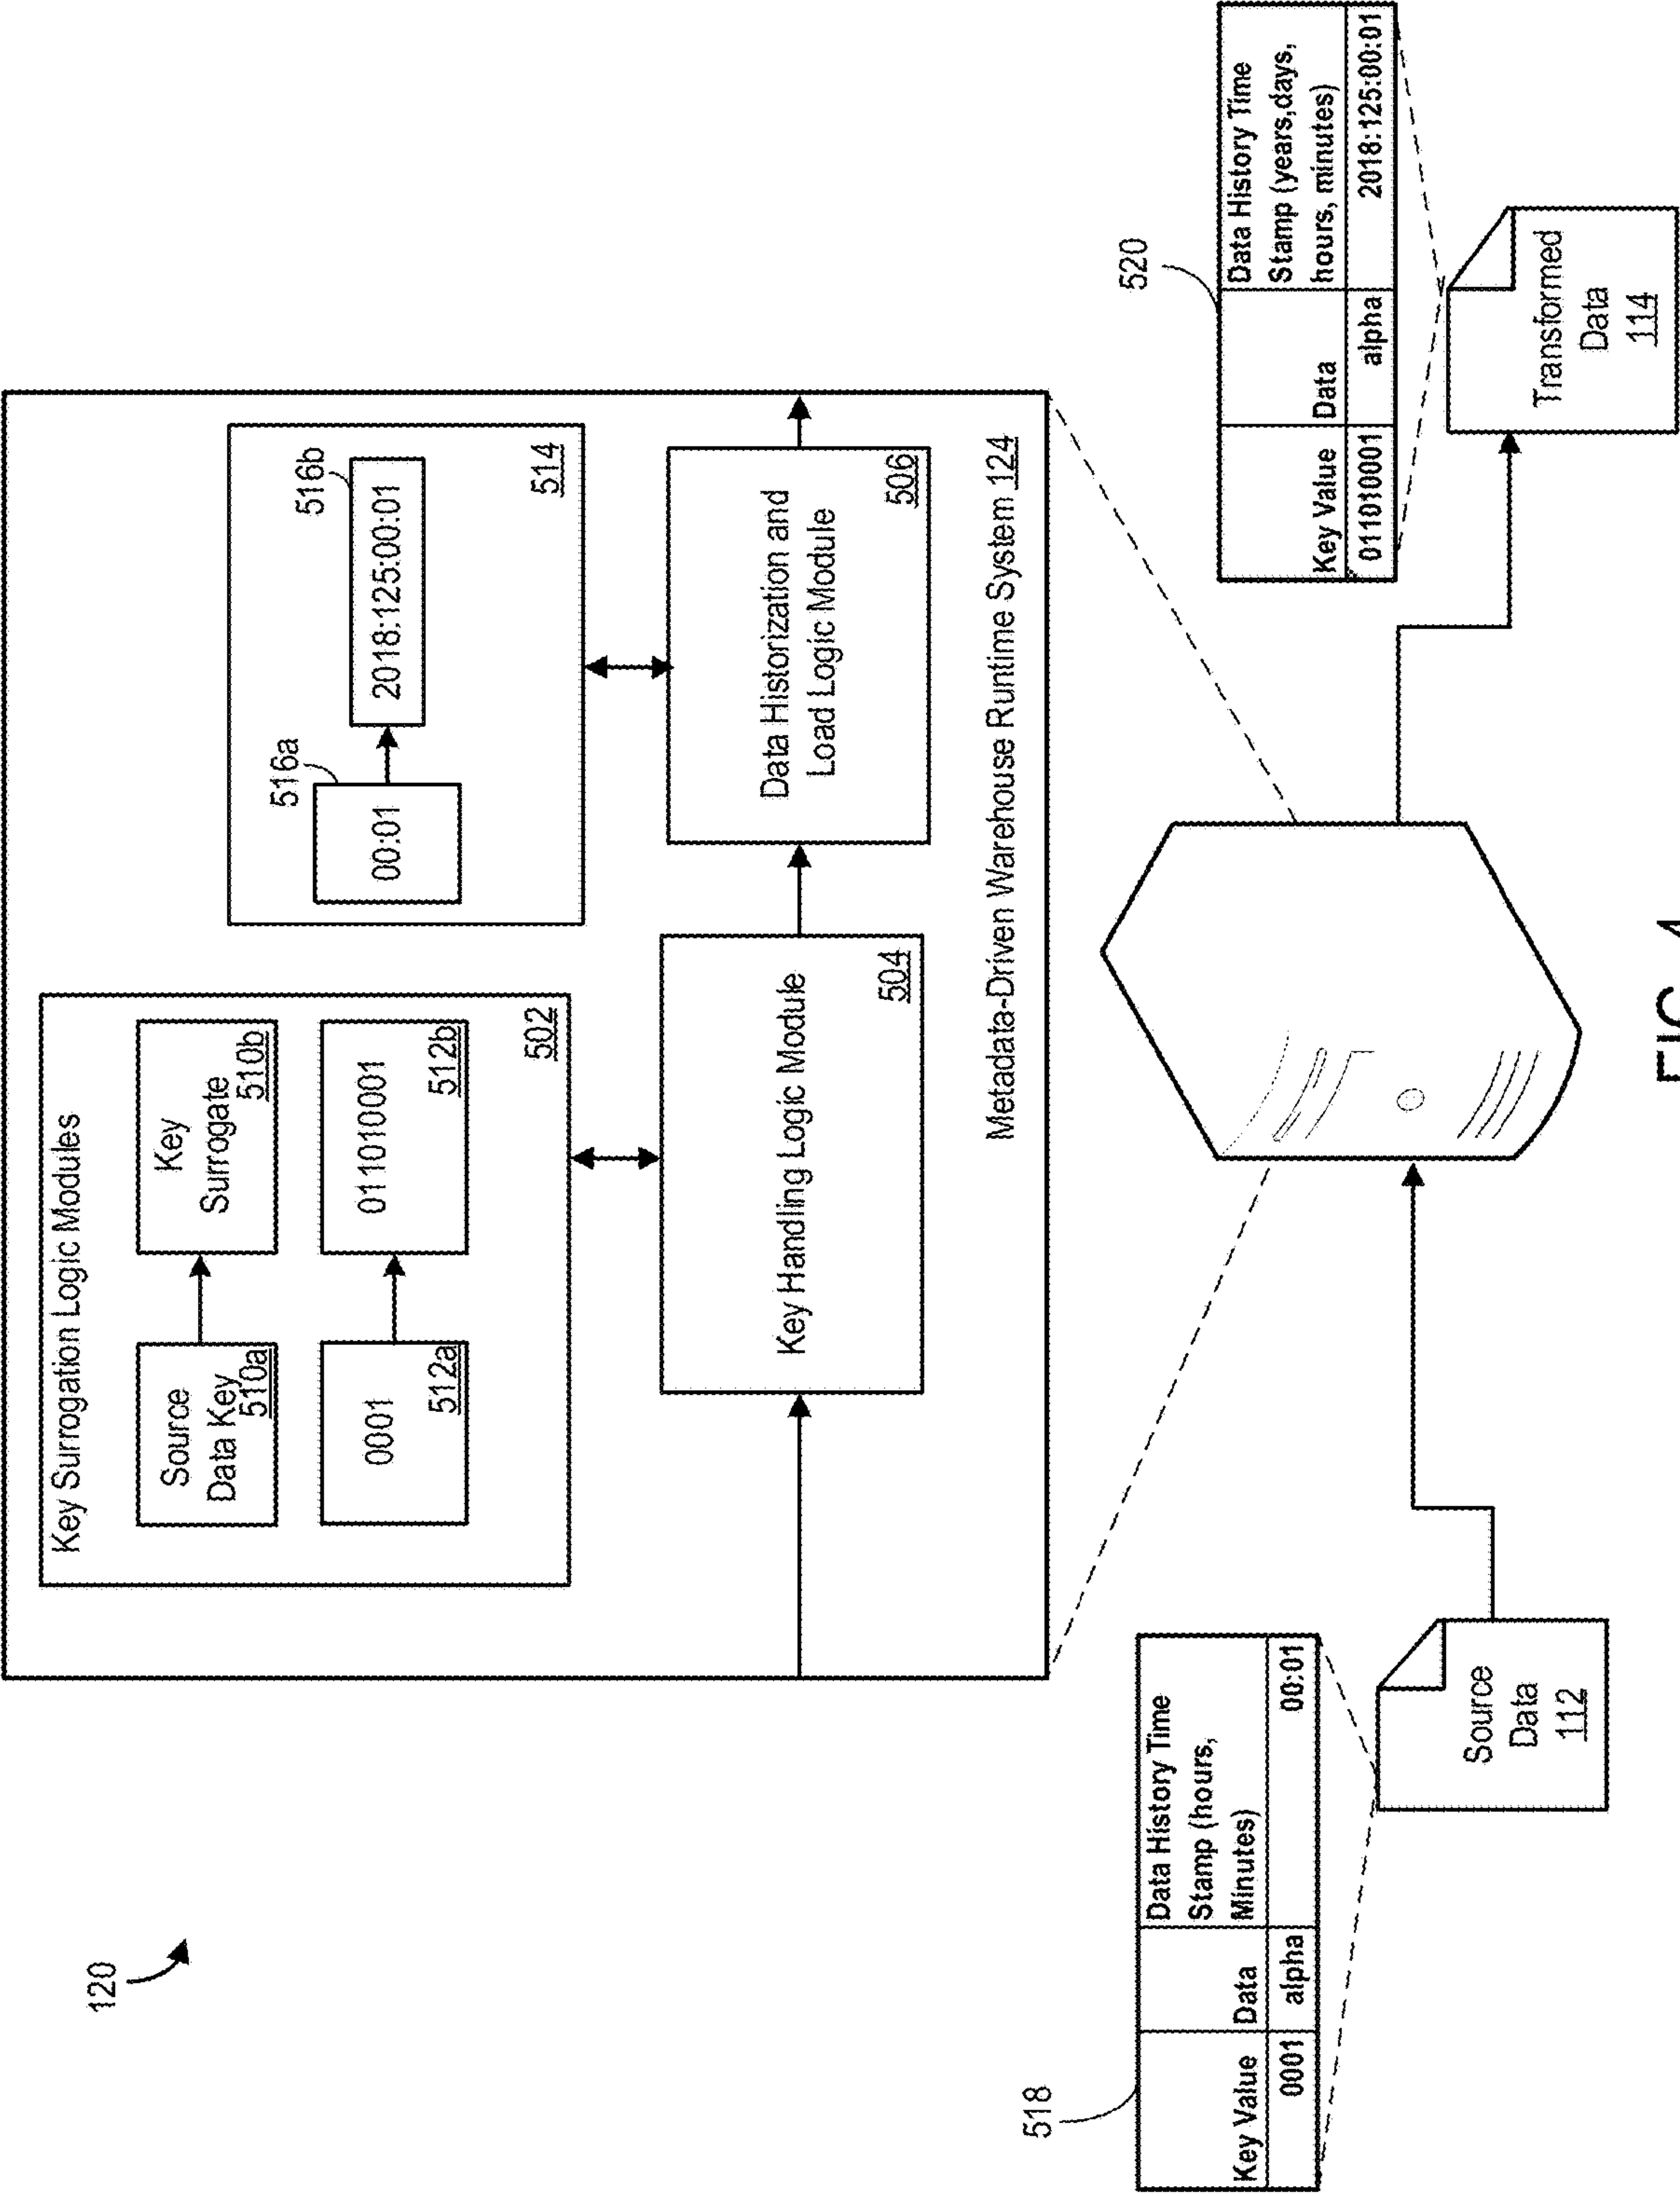 120
Key Surrogation Logic Modules
Source
Data Key
510a
Key
Surrogate
510b
0001
512a
011010001
512b
502
516a
00:01
516b
2018:125:00:01
514
Key Handling Logic Module
504
Data Historization and
Load Logic Module
506
Metadata-Driven Warehouse Runtime System 124
518
Key Value Data Data History Time
Stamp (hours,
Minutes)
0001 alpha 00:01
Source
Data
112
520
Key Value Data Data History Time
Stamp (years,days,
hours, minutes)
011010001 alpha 2018:125:00:01
Transformed
Data
114